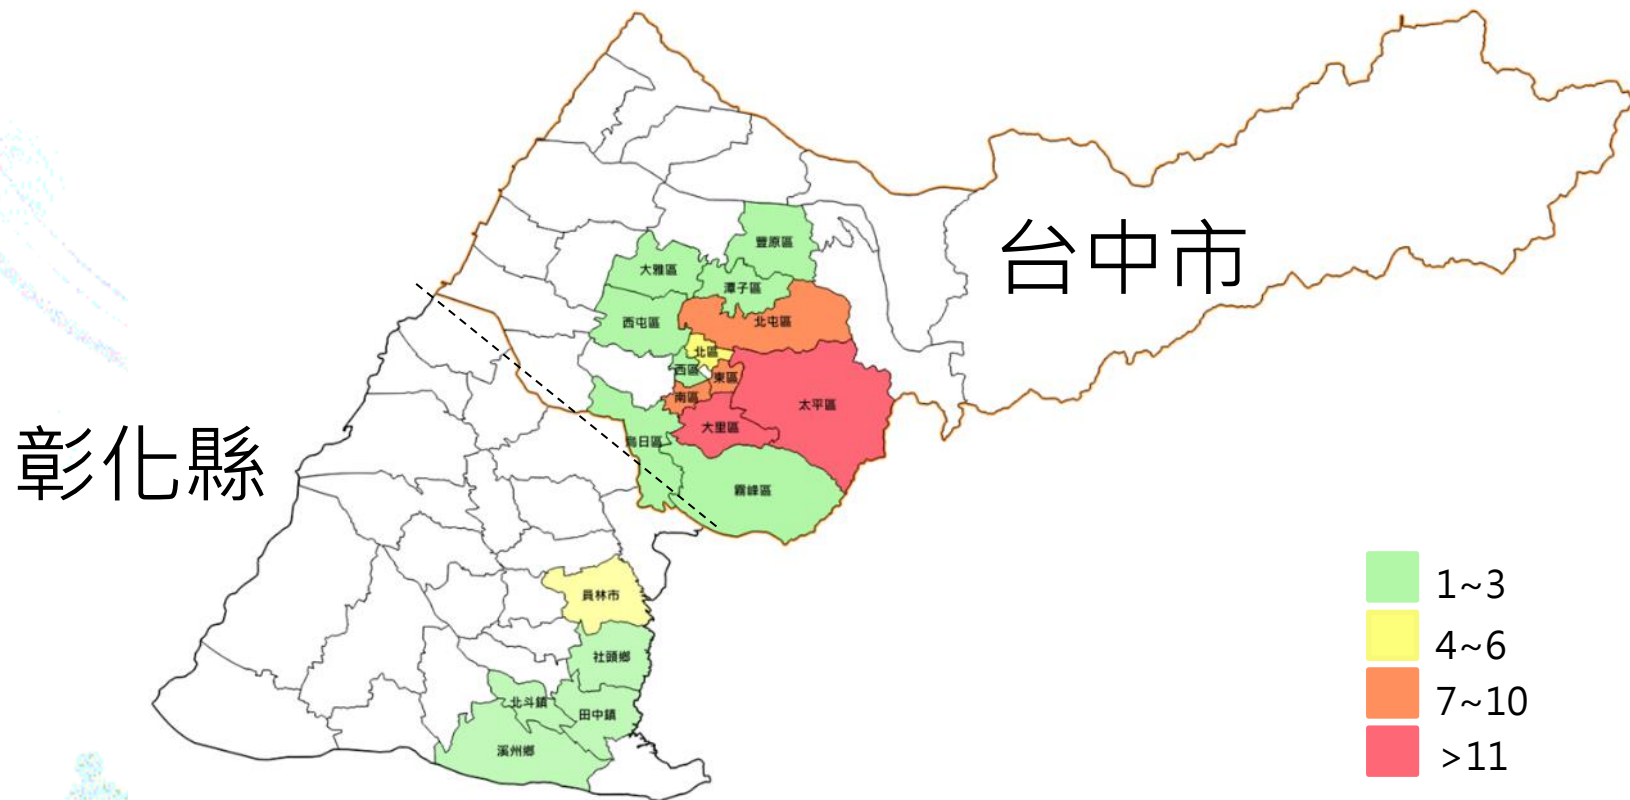 台中市
豐原區
大雅區
潭子區
西屯區
北屯區
北區
西區
東區
南區
太平區
大里區
烏日區
霧峰區
彰化縣
員林市
社頭鄉
北斗鎮
田中鎮
溪州鄉
1~3
4~6
7~10
>11